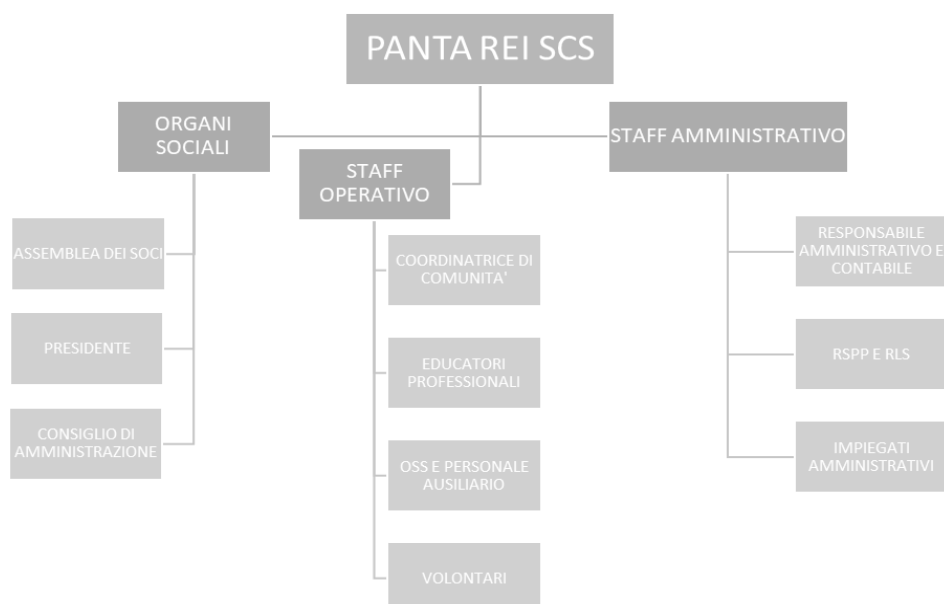 PANTA REI SCS
ORGANI
SOCIALI
ASSEMBLEA DEI SOCI
PRESIDENTE
CONSIGLIO DI
AMMINISTRAZIONE
STAFF
OPERATIVO
COORDINATRICE DI
COMUNITA'
EDUCATORI
PROFESSIONALI
OSS E PERSONALE
AUSILIARIO
VOLONTARI
STAFF AMMINISTRATIVO
RESPONSABILE
AMMINISTRATIVO E
CONTABILE
RSPP E RLS
IMPIEGATI
AMMINISTRATIVI